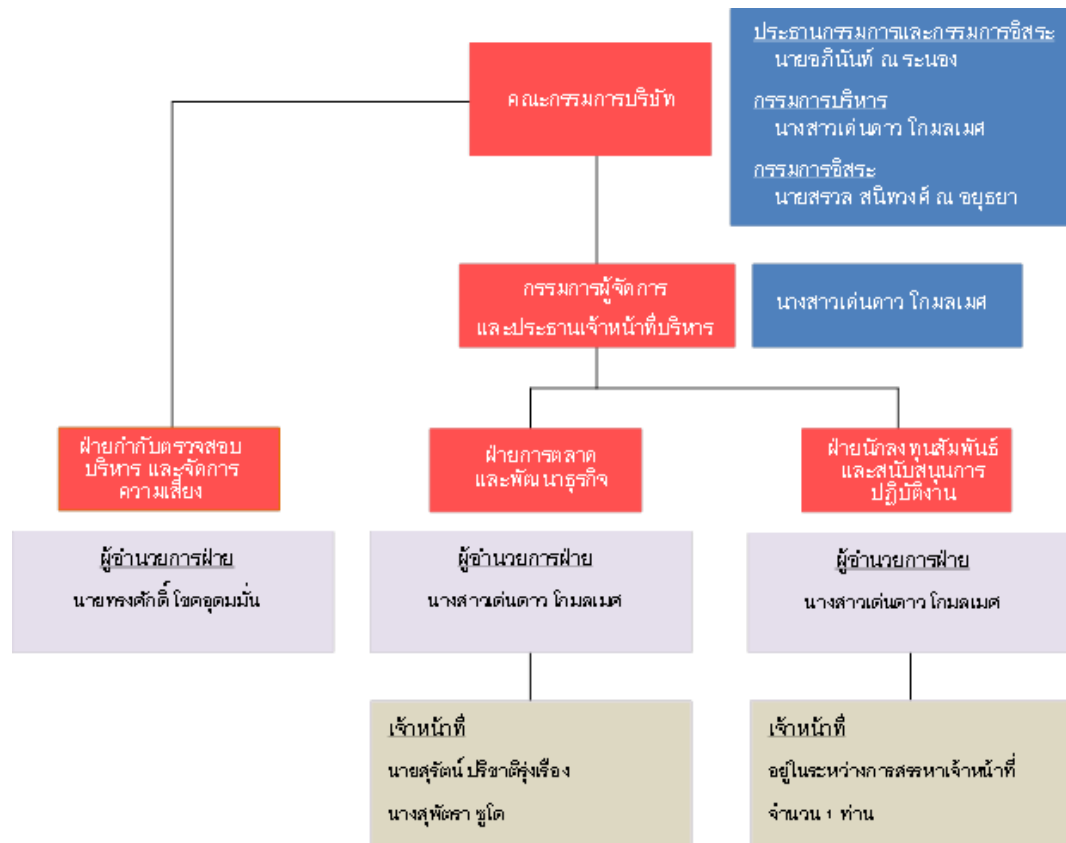 ประธานกรรมการและกรรมการอิสระ
นายอภินันท์ ณ ระนอง
กรรมการบริหาร
นางสาวเด่นดาว โกมลเมศ
กรรมการอิสระ
นายสรวล สนิทวงศ์ ณ อยุธยา
คณะกรรมการบริษัท
กรรมการผู้จัดการ
และประธานเจ้าหน้าที่บริหาร
นางสาวเด่นดาว โกมลเมศ
ฝ่ายกำกับตรวจสอบ
บริหาร และจัดการ
ความเสี่ยง
ฝ่ายการตลาด
และพัฒนาธุรกิจ
ฝ่ายนักลงทุนสัมพันธ์
และสนับสนุนการ
ปฏิบัติงาน
ผู้อำนวยการฝ่าย
นายทรงศักดิ์ โชคอุดมมั่น
ผู้อำนวยการฝ่าย
นางสาวเด่นดาว โกมลเมศ
ผู้อำนวยการฝ่าย
นางสาวเด่นดาว โกมลเมศ
เจ้าหน้าที่
นายสุรัตน์ ปริชาติรุ่งเรื่อง
นางสุพัตรา ชูโต
เจ้าหน้าที่
อยู่ในระหว่างการสรรหาเจ้าหน้าที่
จำนวน 1 ท่าน